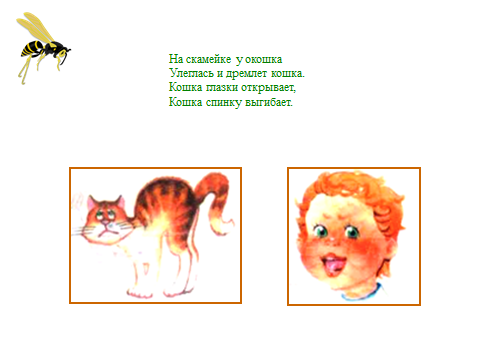 На скамейке у окошка
Улеглась и дремлет кошка.
Кошка глазки открывает,
Кошка спинку выгибает.